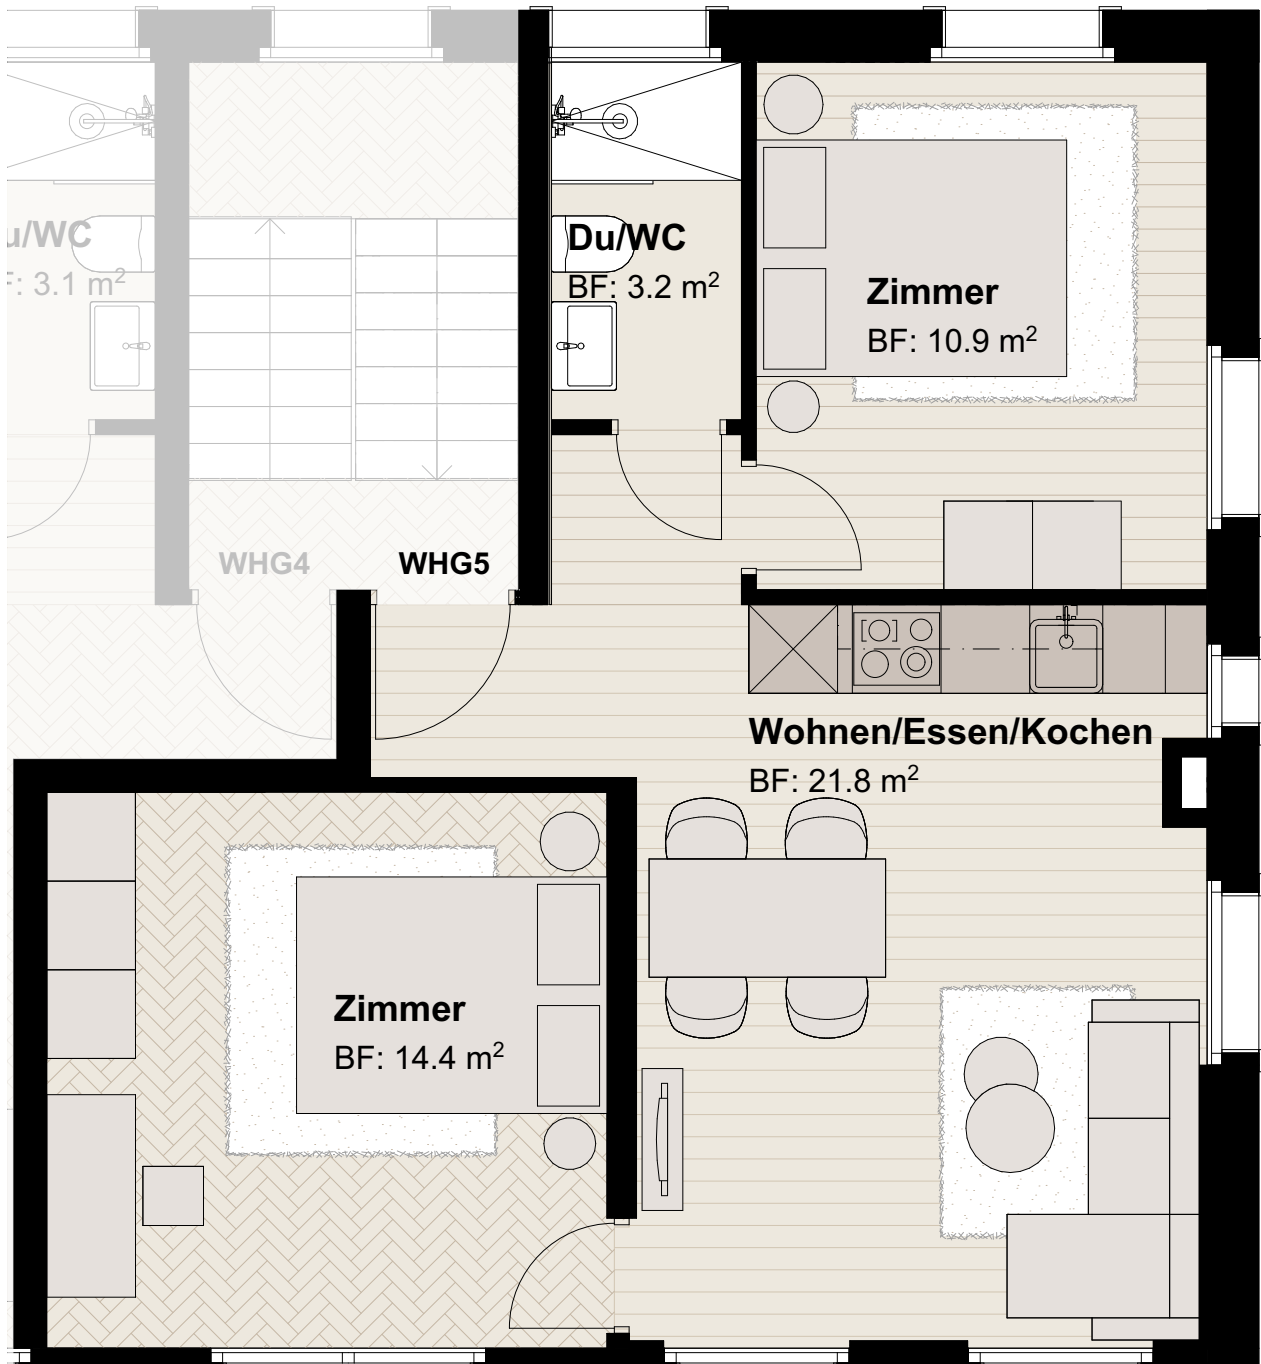 u/WC
F: 3.1 m²
Du/WC
BF: 3.2 m²
Zimmer
BF: 10.9 m²
WHG4
WHG5
Wohnen/Essen/Kochen
BF: 21.8 m²
Zimmer
BF: 14.4 m²